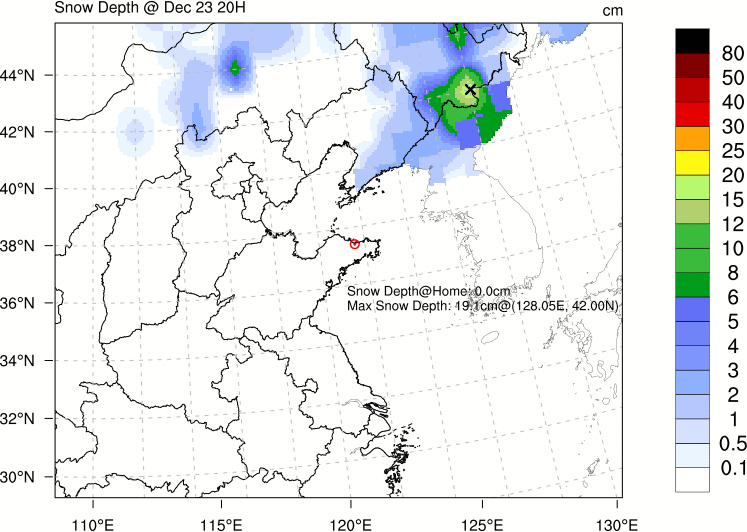 Snow Depth @ Dec 23 20H
cm
44°N
42°N
40°N
38°N
36°N
34°N
32°N
30°N
Snow Depth@Home: 0.0cm
Max Snow Depth: 19.1cm@(128.05E, 42.00N)
110°E
115°E
120°E
125°E
130°E
80
50
40
30
25
20
15
12
10
8
6
5
4
3
2
1
0.5
0.1